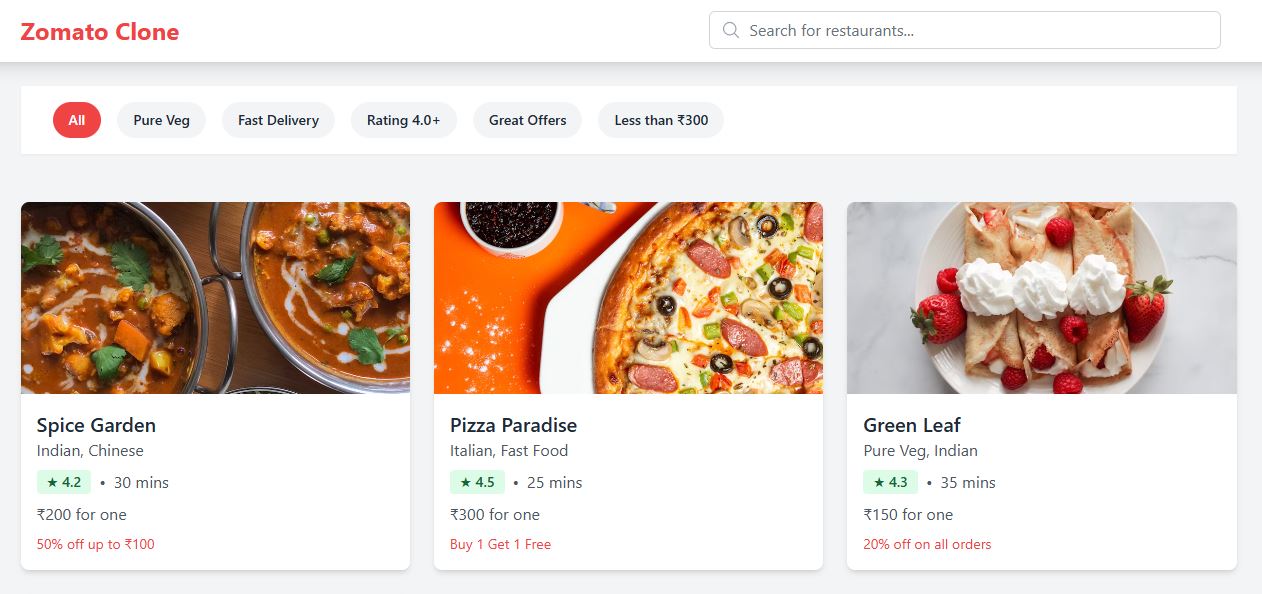 Zomato Clone
Search for restaurants...
All
Pure Veg
Fast Delivery
Rating 4.0+
Great Offers
Less than ₹300
Spice Garden
Indian, Chinese
★ 4.2 • 30 mins
₹200 for one
50% off up to ₹100
Pizza Paradise
Italian, Fast Food
★ 4.5 • 25 mins
₹300 for one
Buy 1 Get 1 Free
Green Leaf
Pure Veg, Indian
★ 4.3 • 35 mins
₹150 for one
20% off on all orders